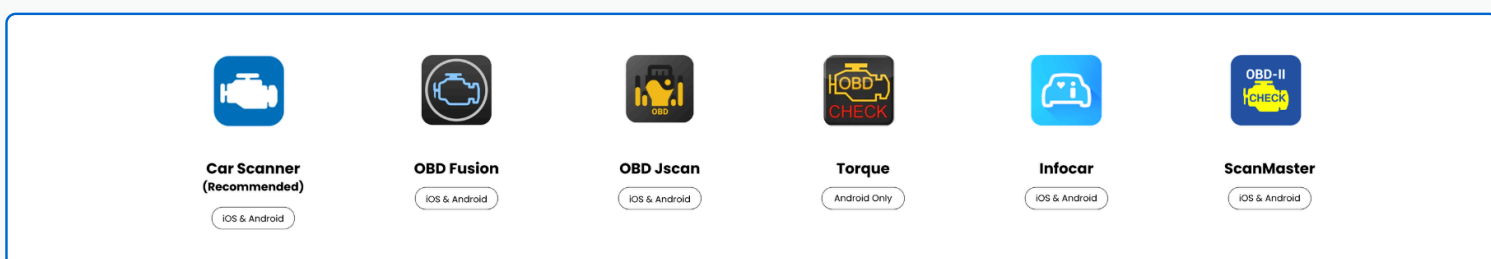 OBD
OBD
CHECK
OBD-II
CHECK
Car Scanner
(Recommended)
iOS & Android
OBD Fusion
iOS & Android
OBD Jscan
iOS & Android
Torque
Android Only
Infocar
iOS & Android
ScanMaster
iOS & Android